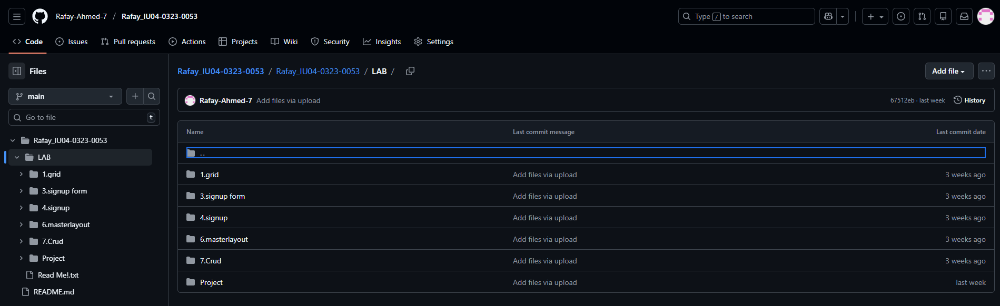 Rafay-Ahmed-7 / Rafay_IU04-0323-0053
Type / to search
Code Issues Pull requests Actions Projects Wiki Security Insights Settings
Files
main
Go to file t
Rafay_IU04-0323-0053
LAB
1.grid
3.signup form
4.signup
6.masterlayout
7.Crud
Project
Read Me!.txt
README.md
Rafay_IU04-0323-0053 / Rafay_IU04-0323-0053 / LAB /
Add file
Rafay-Ahmed-7 Add files via upload 67512eb · last week History
Name Last commit message Last commit date
..
1.grid Add files via upload 3 weeks ago
3.signup form Add files via upload 3 weeks ago
4.signup Add files via upload 3 weeks ago
6.masterlayout Add files via upload 3 weeks ago
7.Crud Add files via upload 3 weeks ago
Project Add files via upload last week